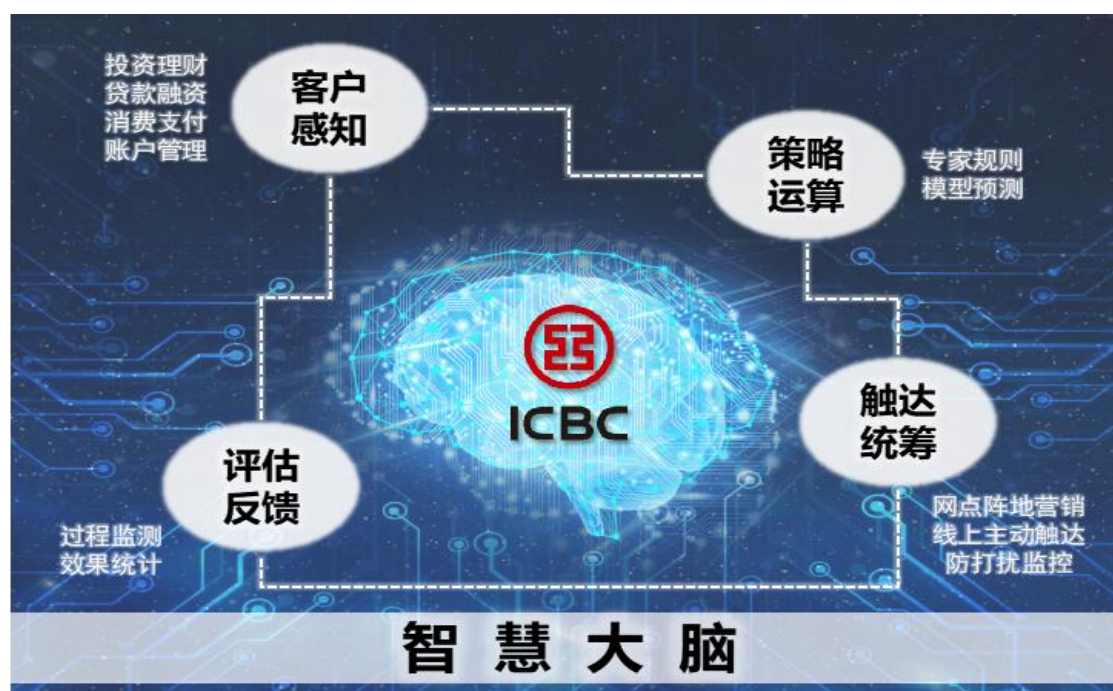 投资理财
贷款融资
消费支付
账户管理
客户
感知
策略
运算
专家规则
模型预测
ICBC
触达
统筹
网点阵地营销
线上主动触达
防打扰监控
评估
反馈
过程监测
效果统计
智慧大脑